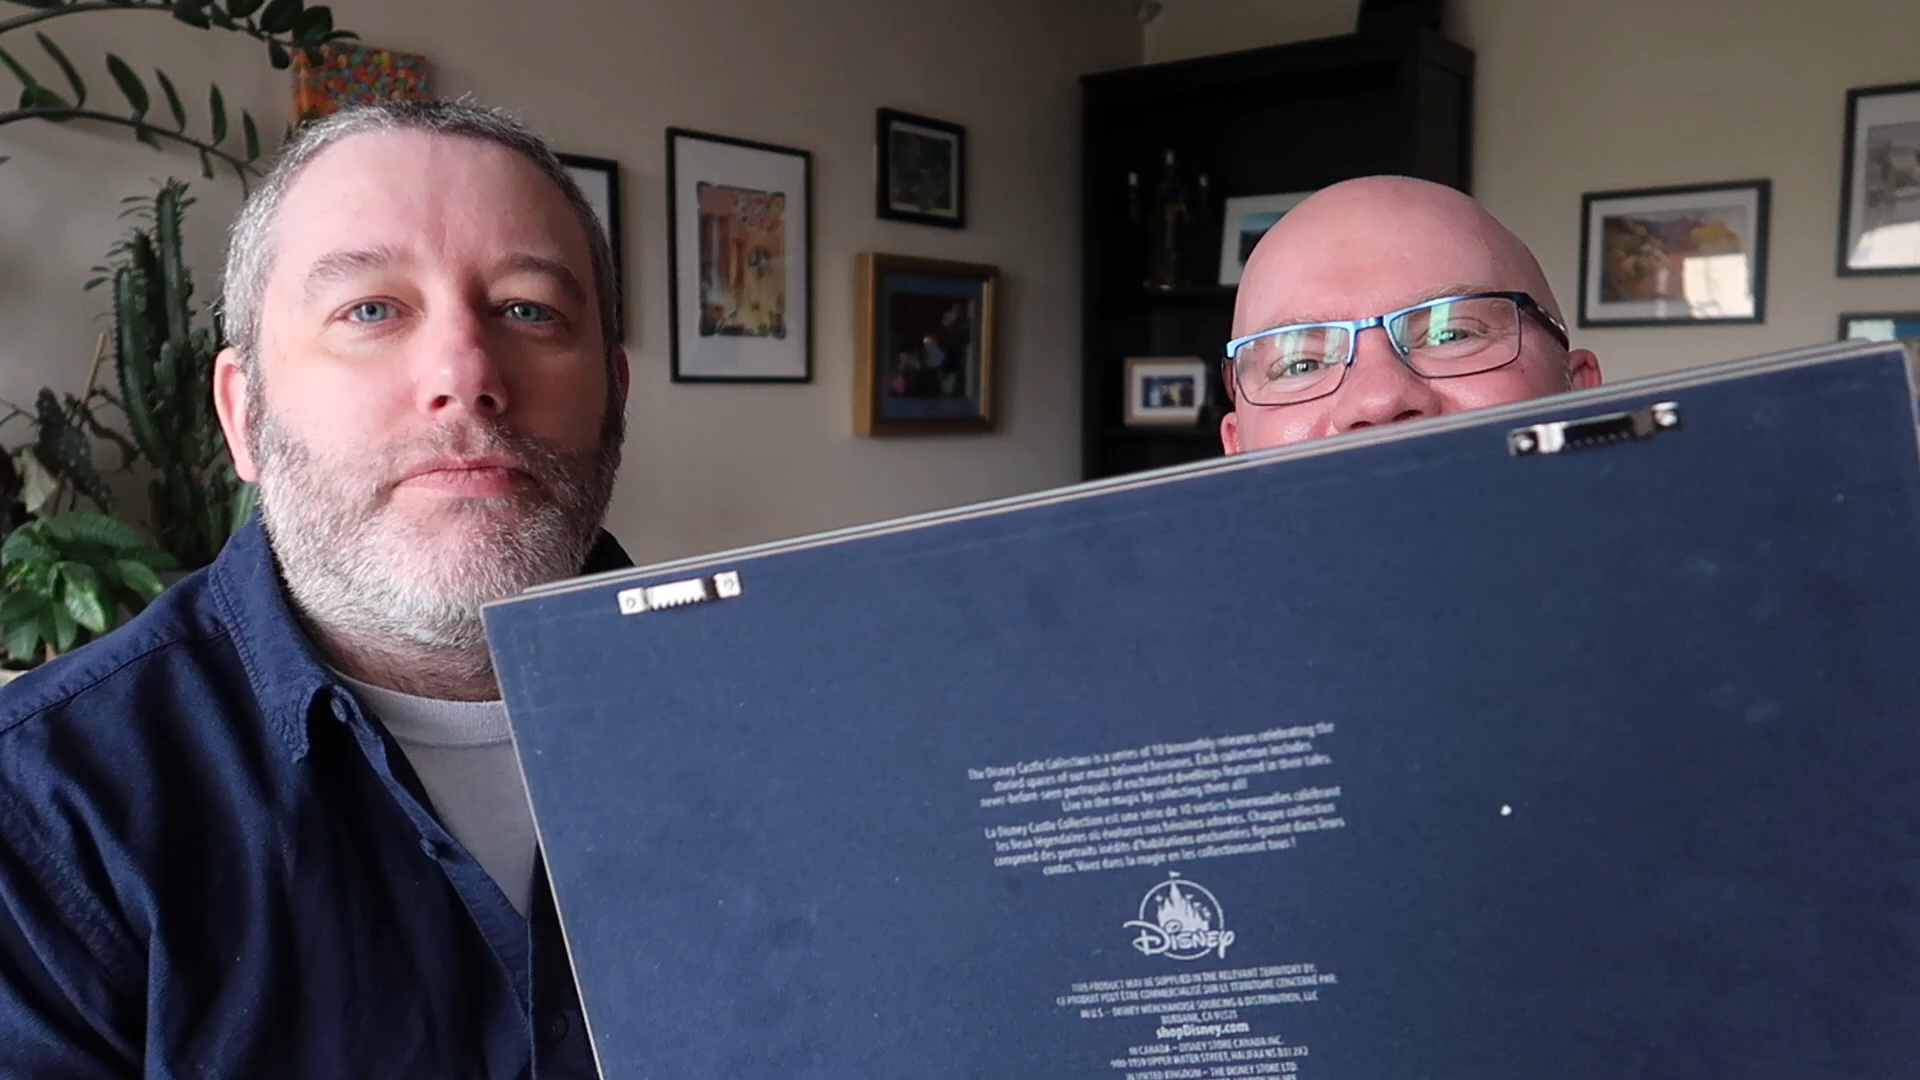 The Disney Castle Collection is a series of 10 bimonthly releases celebrating the
storied spaces of our most beloved heroines. Each collection includes
never-before-seen portrayals of enchanted dwellings featured in their tales.
Live in the magic by collecting them all!
La Disney Castle Collection est une série de 10 sorties bimensuelles célébrant
les lieux légendaires où évoluent nos héroïnes adorées. Chaque collection
comprend des portraits inédits d'habitations enchantées figurant dans leurs
contes. Vivez dans la magie en les collectionnant tous !
Disney
THIS PRODUCT MAY BE SUPPLIED IN THE RELEVANT TERRITORY BY:
CE PRODUIT PEUT ÊTRE COMMERCIALISÉ SUR LE TERRITOIRE CONCERNÉ PAR:
IN U.S. – DISNEY MERCHANDISE SOURCING & DISTRIBUTION, LLC
BURBANK, CA 91521
shopDisney.com
IN CANADA – DISNEY STORE CANADA INC.
900-1959 UPPER WATER STREET, HALIFAX NS B3J 2X2
IN UNITED KINGDOM – THE DISNEY STORE LTD.